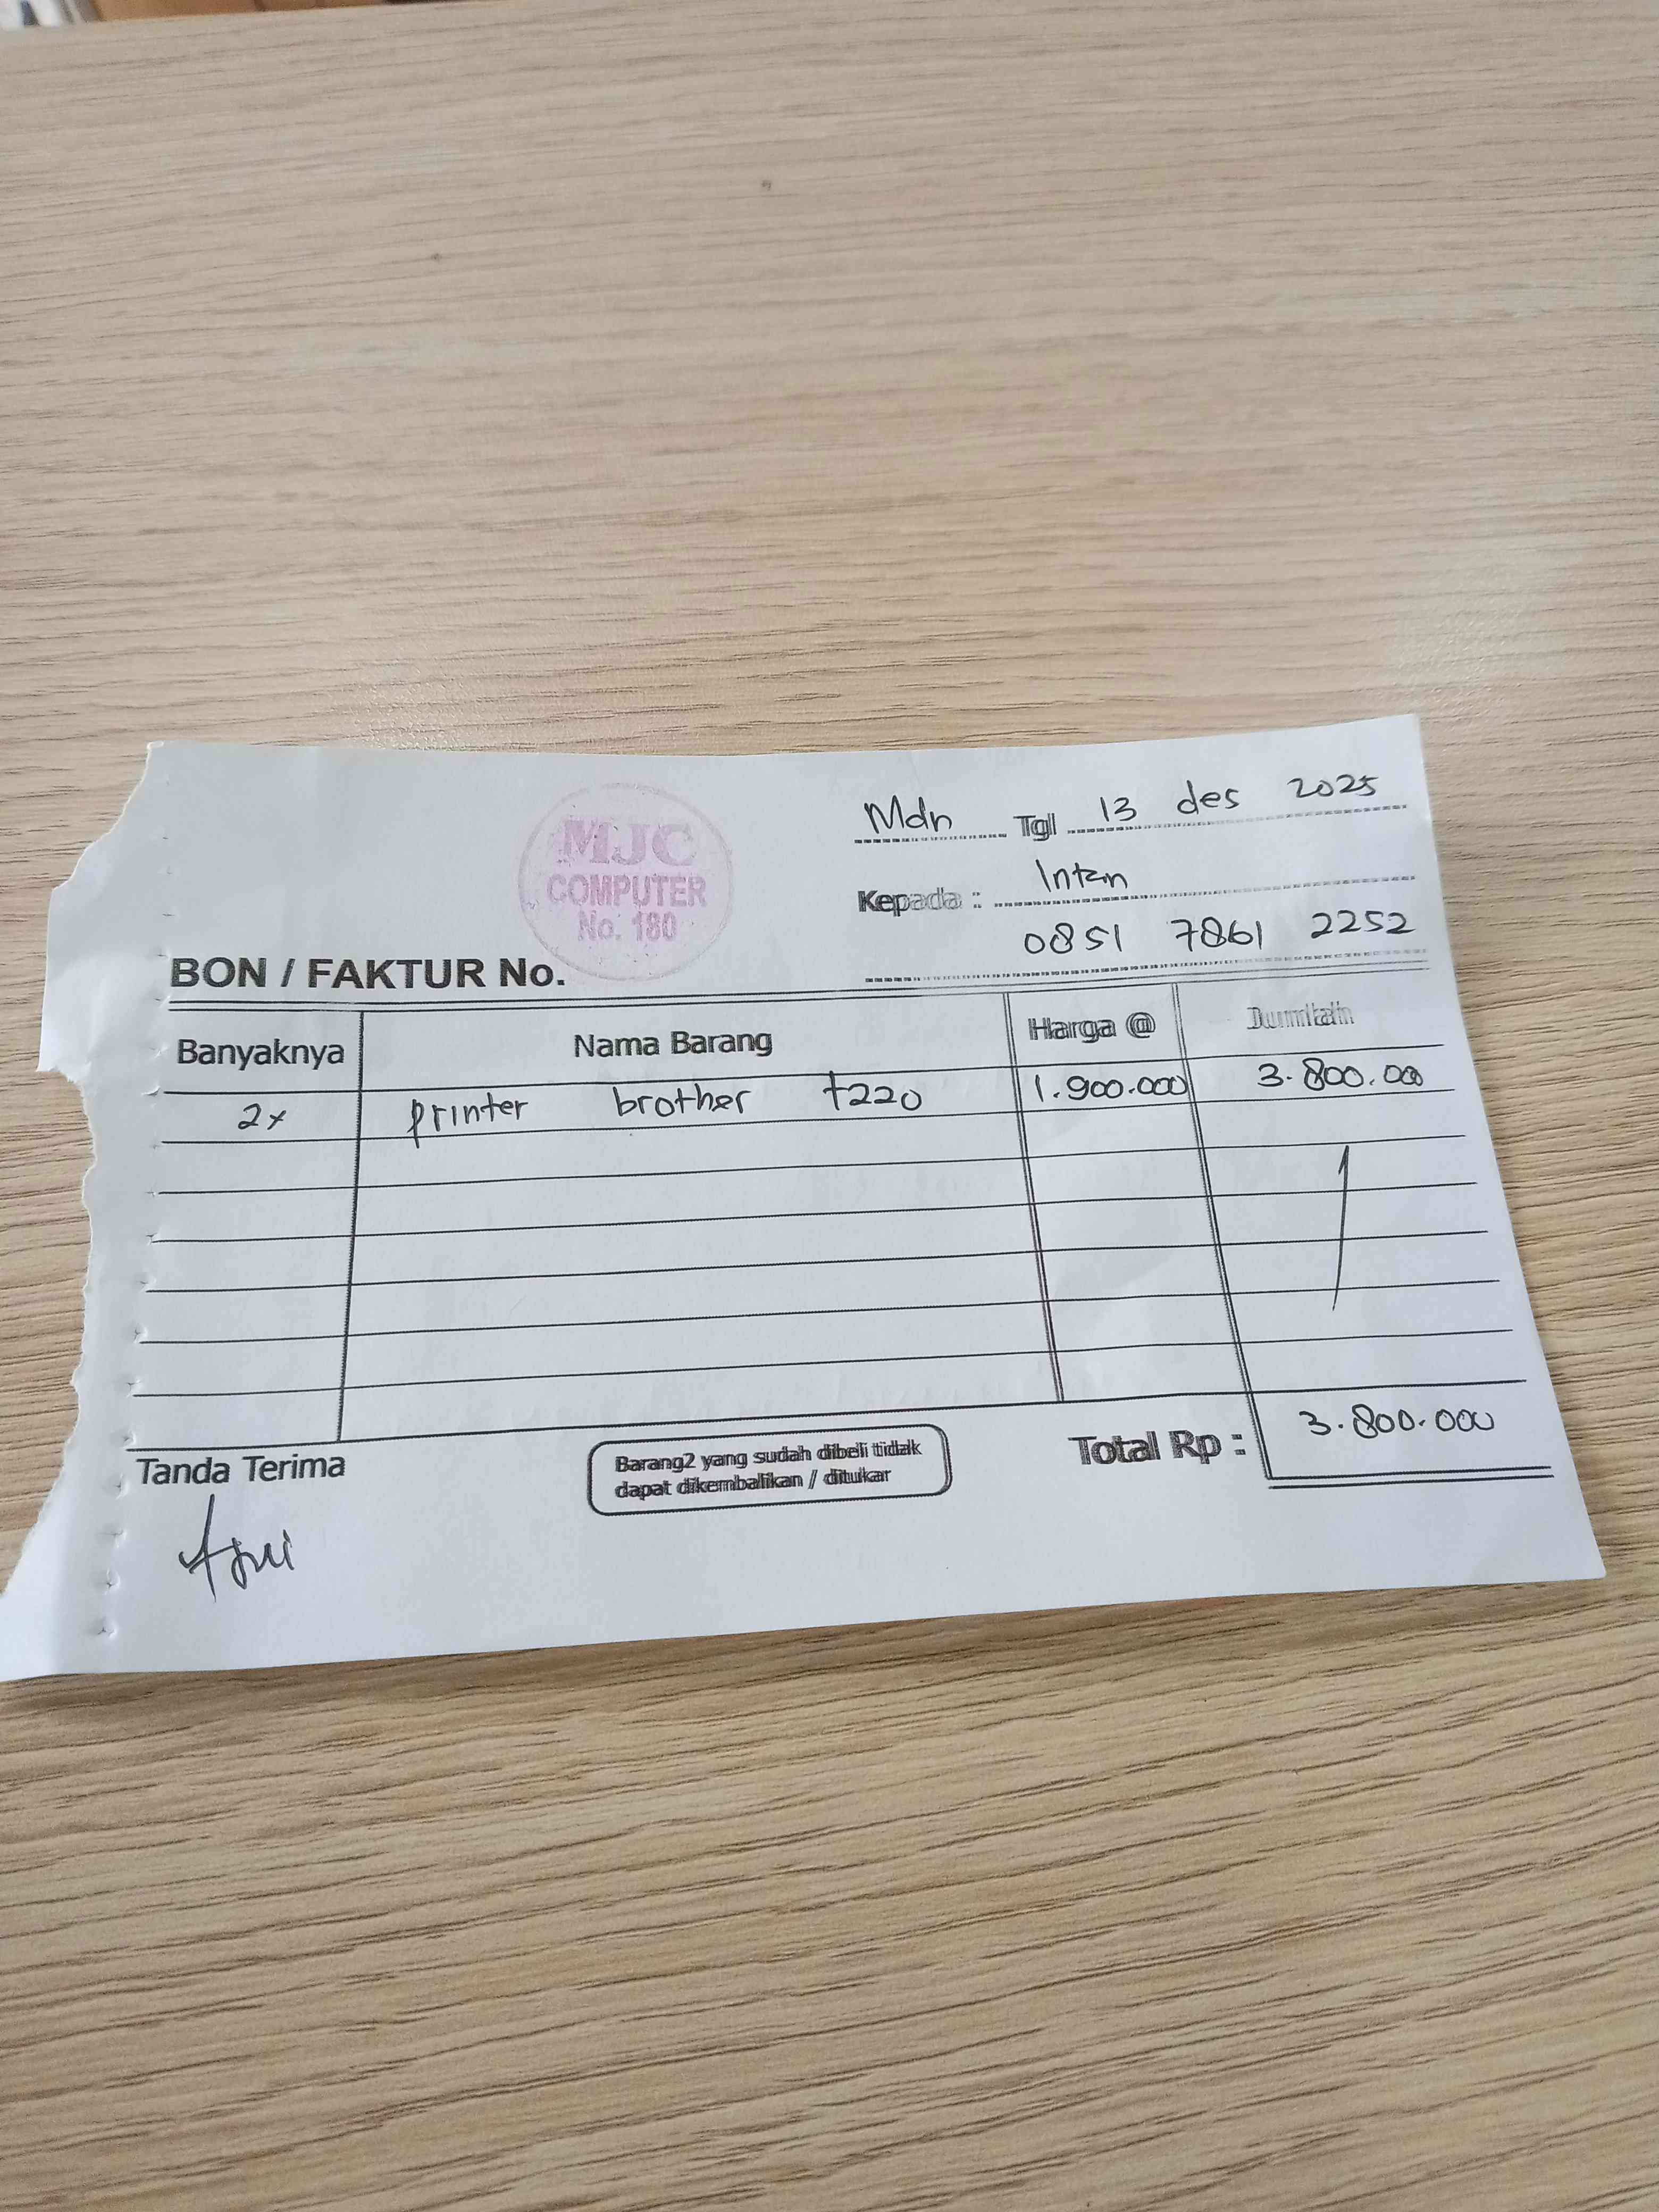 MJC
COMPUTER
No. 180
Mdn Tgl 13 des 2025
Kepada : Intan
0851 7861 2252
BON / FAKTUR No.
Banyaknya Nama Barang Harga @ Jumlah
2x printer brother t220 1.900.000 3.800.000
Total Rp : 3.800.000
Tanda Terima
Barang2 yang sudah dibeli tidak
dapat dikembalikan / ditukar